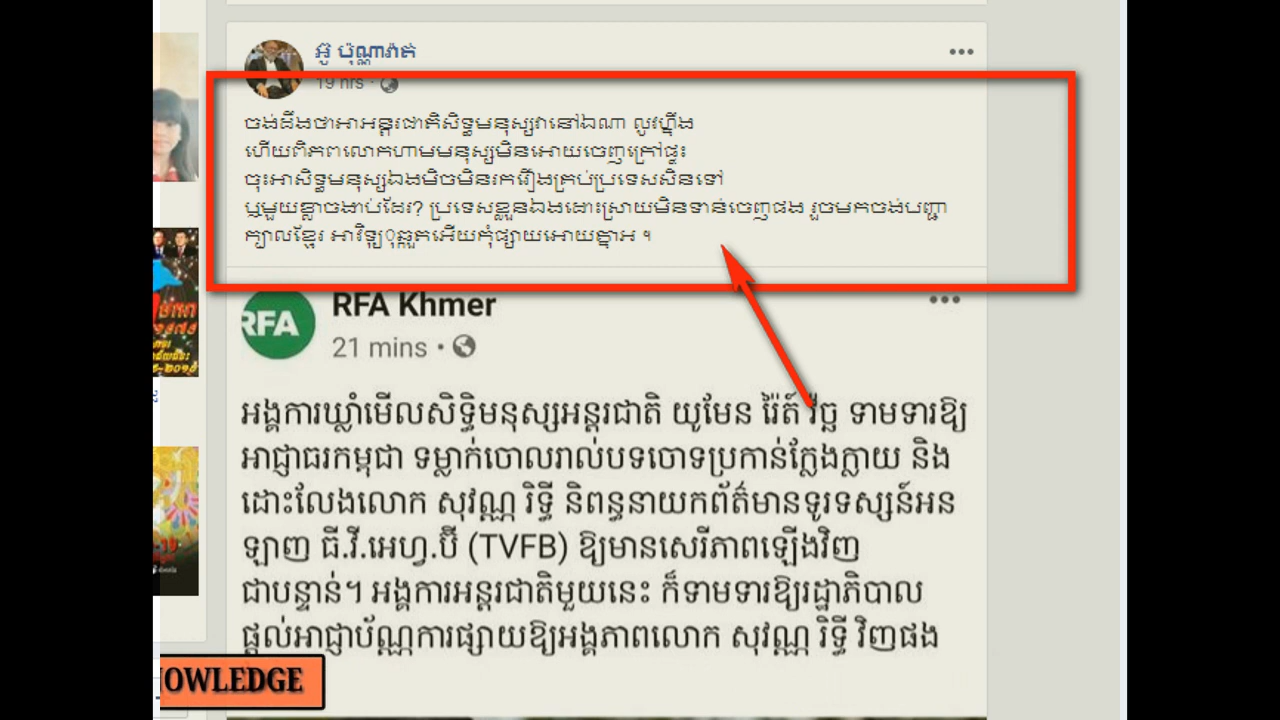 អ៊ូ ប៊ុណ្ណារ៉ាត់
19 hrs ·
ចង់ដឹងថាអាអន្តរជាតិសិទ្ធមនុស្សវានៅឯណា លូវហ្នឹង
ហើយពិភពលោកហាមមនុស្សមិនអោយចេញក្រៅផ្ទះ
ចុះអាសិទ្ធមនុស្សឯងមិចមិនរករឿងគ្រប់ប្រទេសសិនទៅ
ឬមួយខ្លាចងាប់ដែរ? ប្រទេសខ្លួនឯងដោះស្រាយមិនទាន់ចេញផង រួចមកចង់បញ្ជា
ក្បាលខ្មែរ អាវិឡ្យុឆ្កួតអើយកុំផ្សាយអោយគ្នាអ ។
RFA
RFA Khmer
21 mins ·
អង្គការឃ្លាំមើលសិទ្ធិមនុស្សអន្តរជាតិ យូមែន រ៉ៃត៍ វ៉ច្ឆ ទាមទារឱ្យ
អាជ្ញាធរកម្ពុជា ទម្លាក់ចោលរាល់បទចោទប្រកាន់ក្លែងក្លាយ និង
ដោះលែងលោក សុវណ្ណ រិទ្ធី និពន្ធនាយកព័ត៌មានទូរទស្សន៍អន
ឡាញ ធី.វី.អេហ្វ.ប៊ី (TVFB) ឱ្យមានសេរីភាពឡើងវិញ
ជាបន្ទាន់។ អង្គការអន្តរជាតិមួយនេះ ក៏ទាមទារឱ្យរដ្ឋាភិបាល
ផ្ដល់អាជ្ញាប័ណ្ណការផ្សាយឱ្យអង្គភាពលោក សុវណ្ណ រិទ្ធី វិញផង
OWLEDGE